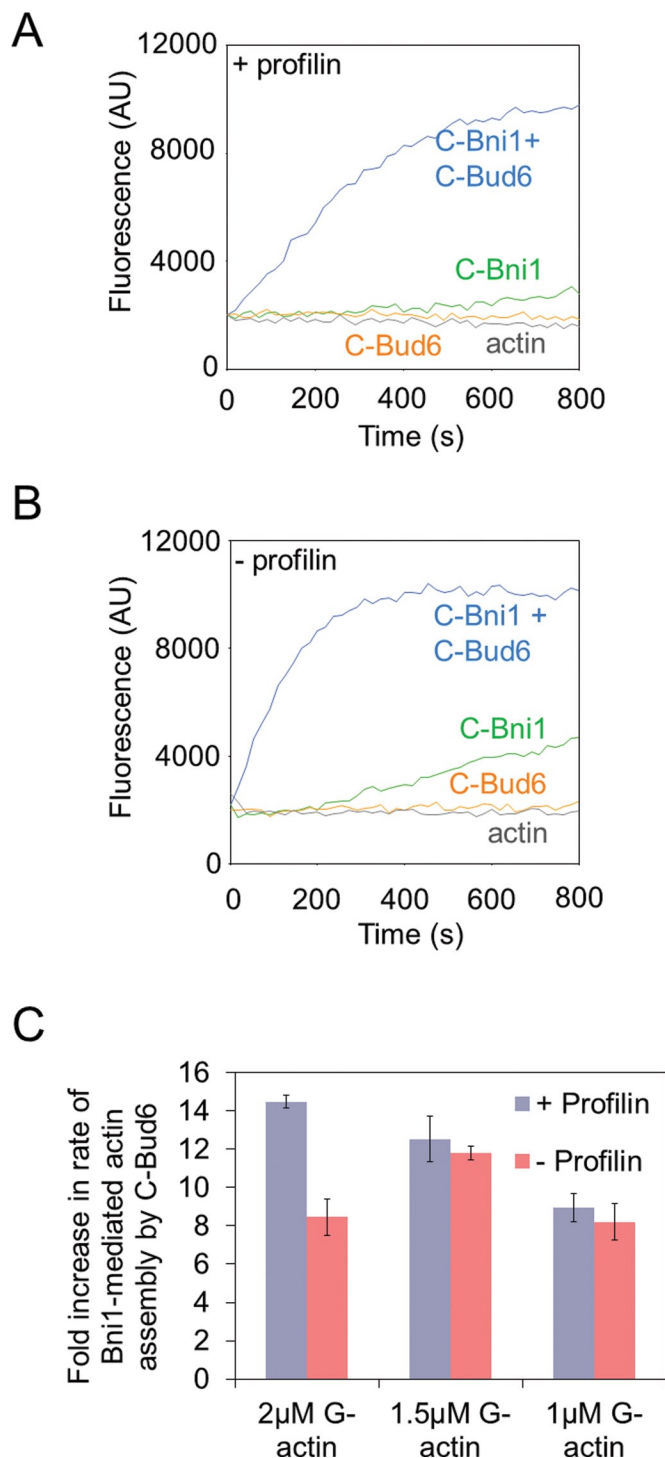 A
12000
+ profilin
8000
4000
0
Fluorescence (AU)
C-Bni1+
C-Bud6
C-Bni1
C-Bud6
actin
0 200 400 600 800
Time (s)
B
12000
- profilin
8000
4000
0
Fluorescence (AU)
C-Bni1 +
C-Bud6
C-Bni1
C-Bud6
actin
0 200 400 600 800
Time (s)
C
Fold increase in rate of
Bni1-mediated actin
assembly by C-Bud6
16
14
12
10
8
6
4
2
0
+ Profilin
- Profilin
2µM G-
actin
1.5µM G-
actin
1µM G-
actin